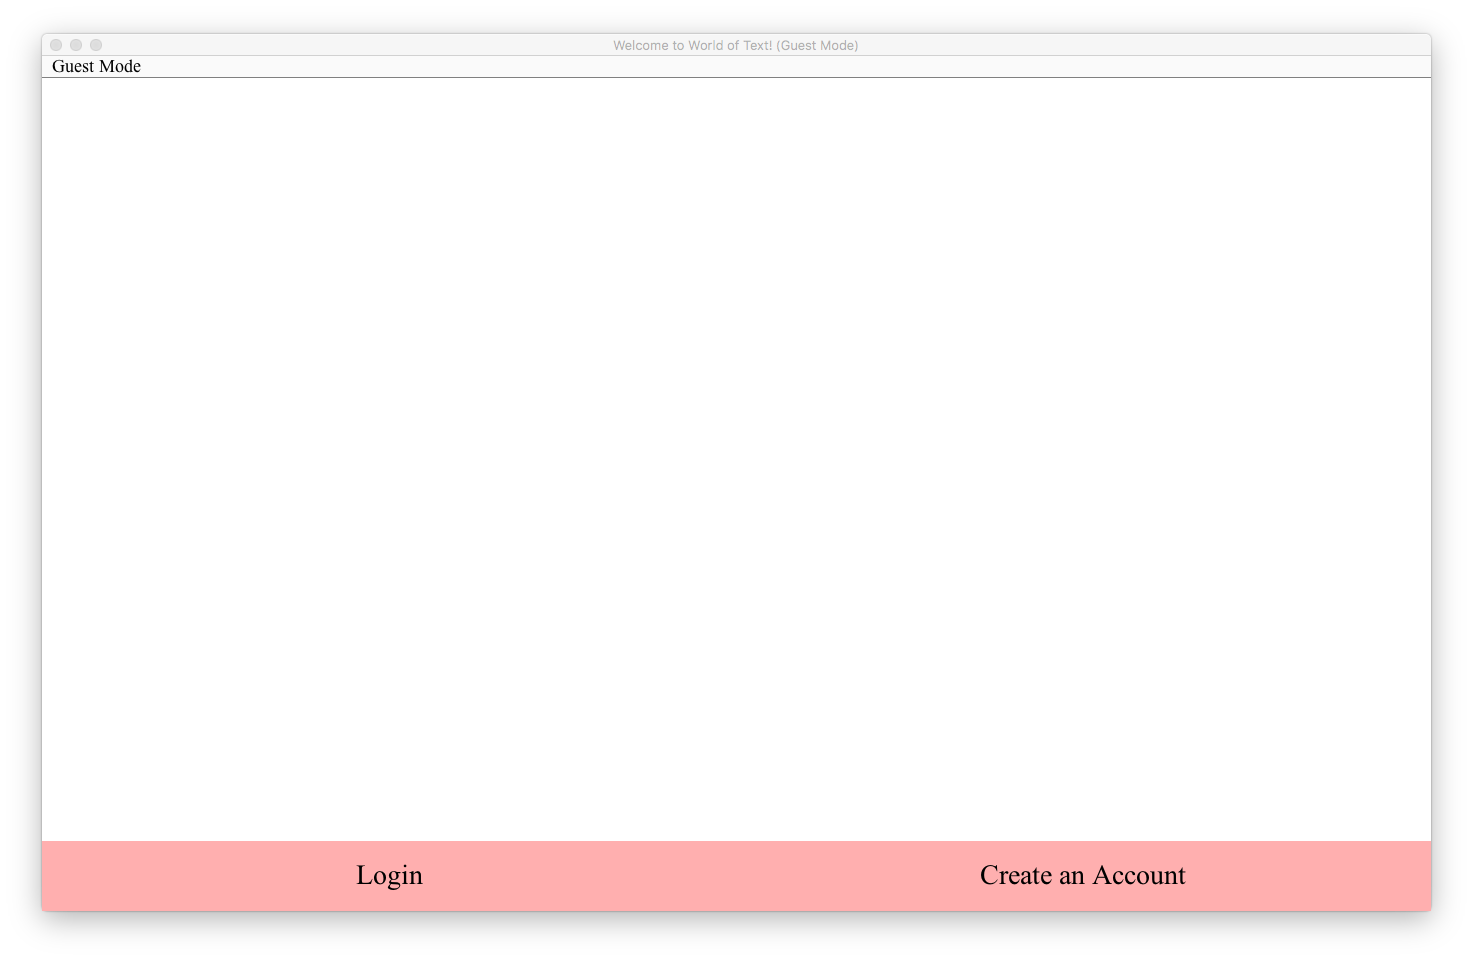 Welcome to World of Text! (Guest Mode)
Guest Mode
Login
Create an Account